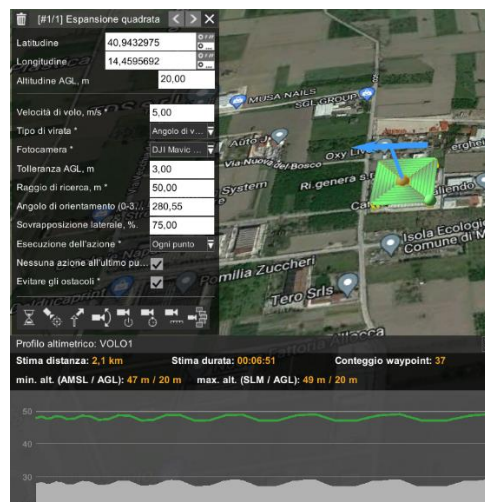 [#1/1] Espansione quadrata
Latitudine 40,9432975
Longitudine 14,4595692
Altitudine AGL, m 20,00
Velocità di volo, m/s * 5,00
Tipo di virata * Angolo di v...
Fotocamera * DJI Mavic ...
Tolleranza AGL, m 3,00
Raggio di ricerca, m * 50,00
Angolo di orientamento (0-3... 280,55
Sovrapposizione laterale, % 75,00
Esecuzione dell'azione * Ogni punto
Nessuna azione all'ultimo pu...
Evitare gli ostacoli *
MUSA NAILS
SGL GROUP
Auto
Via Nuova del Bosco
Oxy
System
Ri.genera
Isola Ecologi
Comune di M
omilia Zuccheri
Tero Srls
Profilo altimetrico: VOLO1
Stima distanza: 2,1 km Stima durata: 00:06:51 Conteggio waypoint: 37
min. alt. (AMSL / AGL): 47 m / 20 m max. alt. (SLM / AGL): 49 m / 20 m
50
40
30